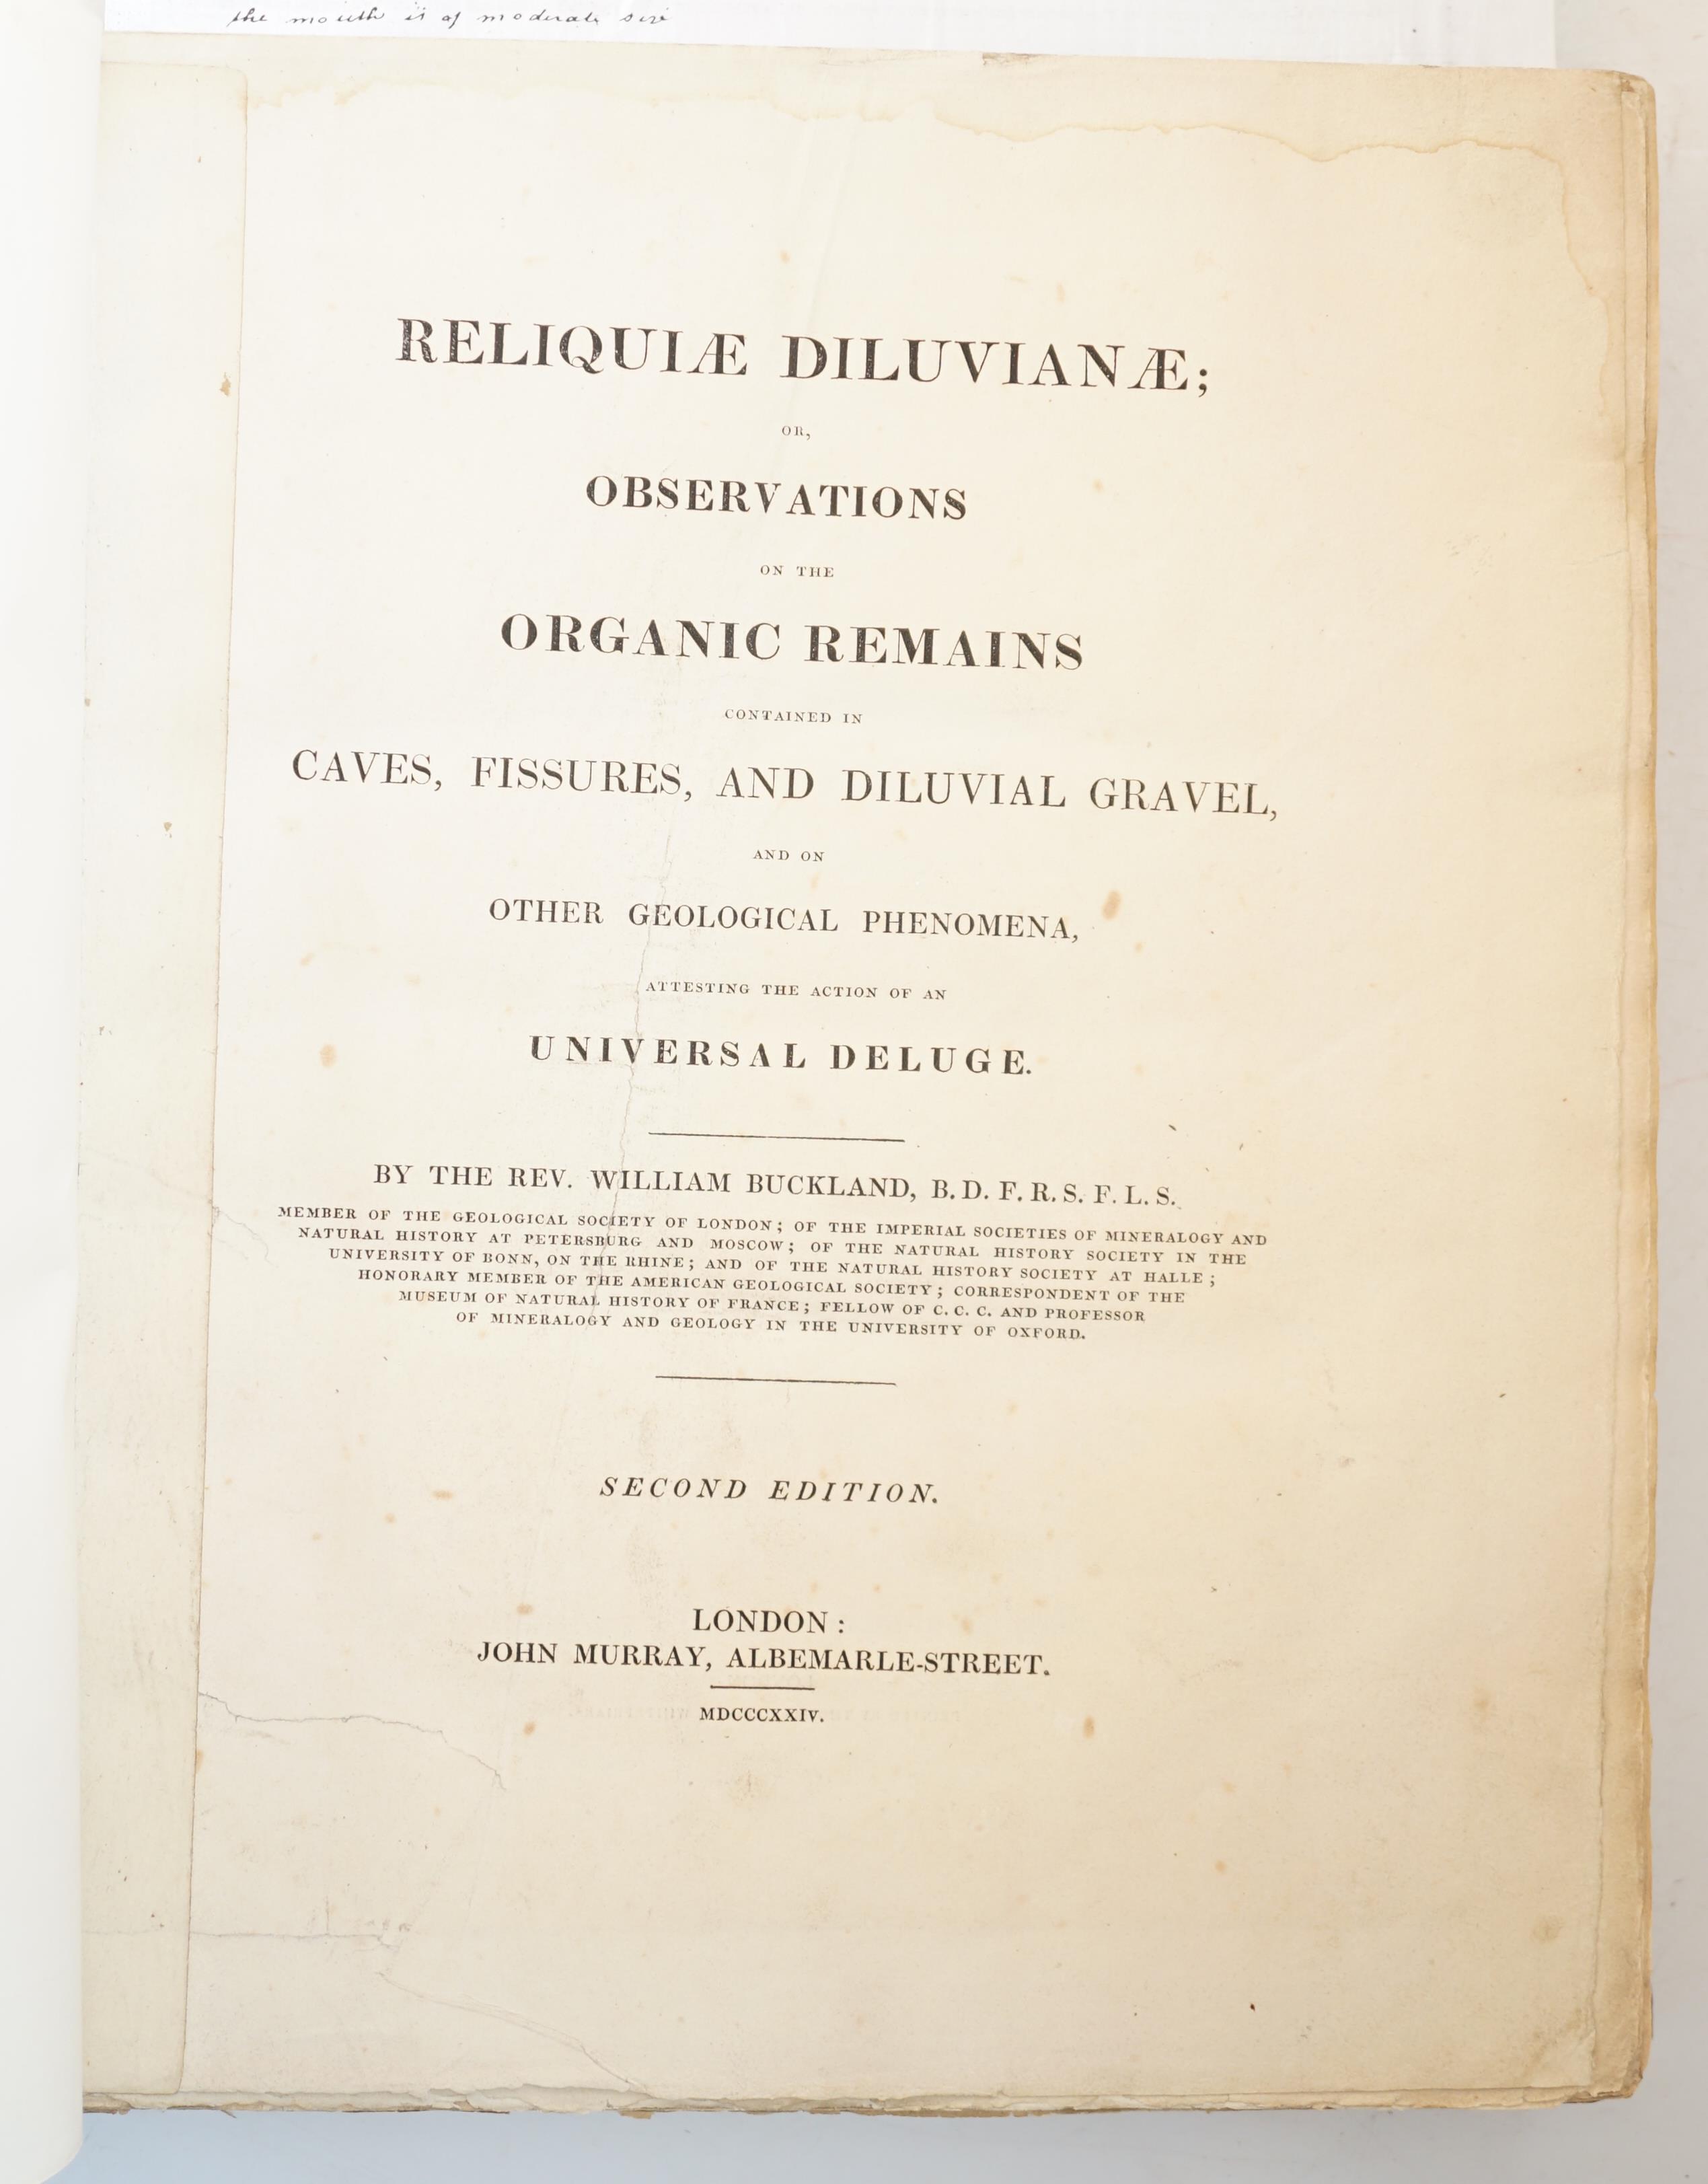 the mouth is of moderate size
RELIQUIÆ DILUVIANÆ;
OR,
OBSERVATIONS
ON THE
ORGANIC REMAINS
CONTAINED IN
CAVES, FISSURES, AND DILUVIAL GRAVEL,
AND ON
OTHER GEOLOGICAL PHENOMENA,
ATTESTING THE ACTION OF AN
UNIVERSAL DELUGE.
BY THE REV. WILLIAM BUCKLAND, B. D. F. R. S. F. L. S.
MEMBER OF THE GEOLOGICAL SOCIETY OF LONDON; OF THE IMPERIAL SOCIETIES OF MINERALOGY AND
NATURAL HISTORY AT PETERSBURG AND MOSCOW; OF THE NATURAL HISTORY SOCIETY IN THE
UNIVERSITY OF BONN, ON THE RHINE; AND OF THE NATURAL HISTORY SOCIETY AT HALLE;
HONORARY MEMBER OF THE AMERICAN GEOLOGICAL SOCIETY; CORRESPONDENT OF THE
MUSEUM OF NATURAL HISTORY OF FRANCE; FELLOW OF C. C. C. AND PROFESSOR
OF MINERALOGY AND GEOLOGY IN THE UNIVERSITY OF OXFORD.
SECOND EDITION.
LONDON:
JOHN MURRAY, ALBEMARLE-STREET.
MDCCCXXIV.